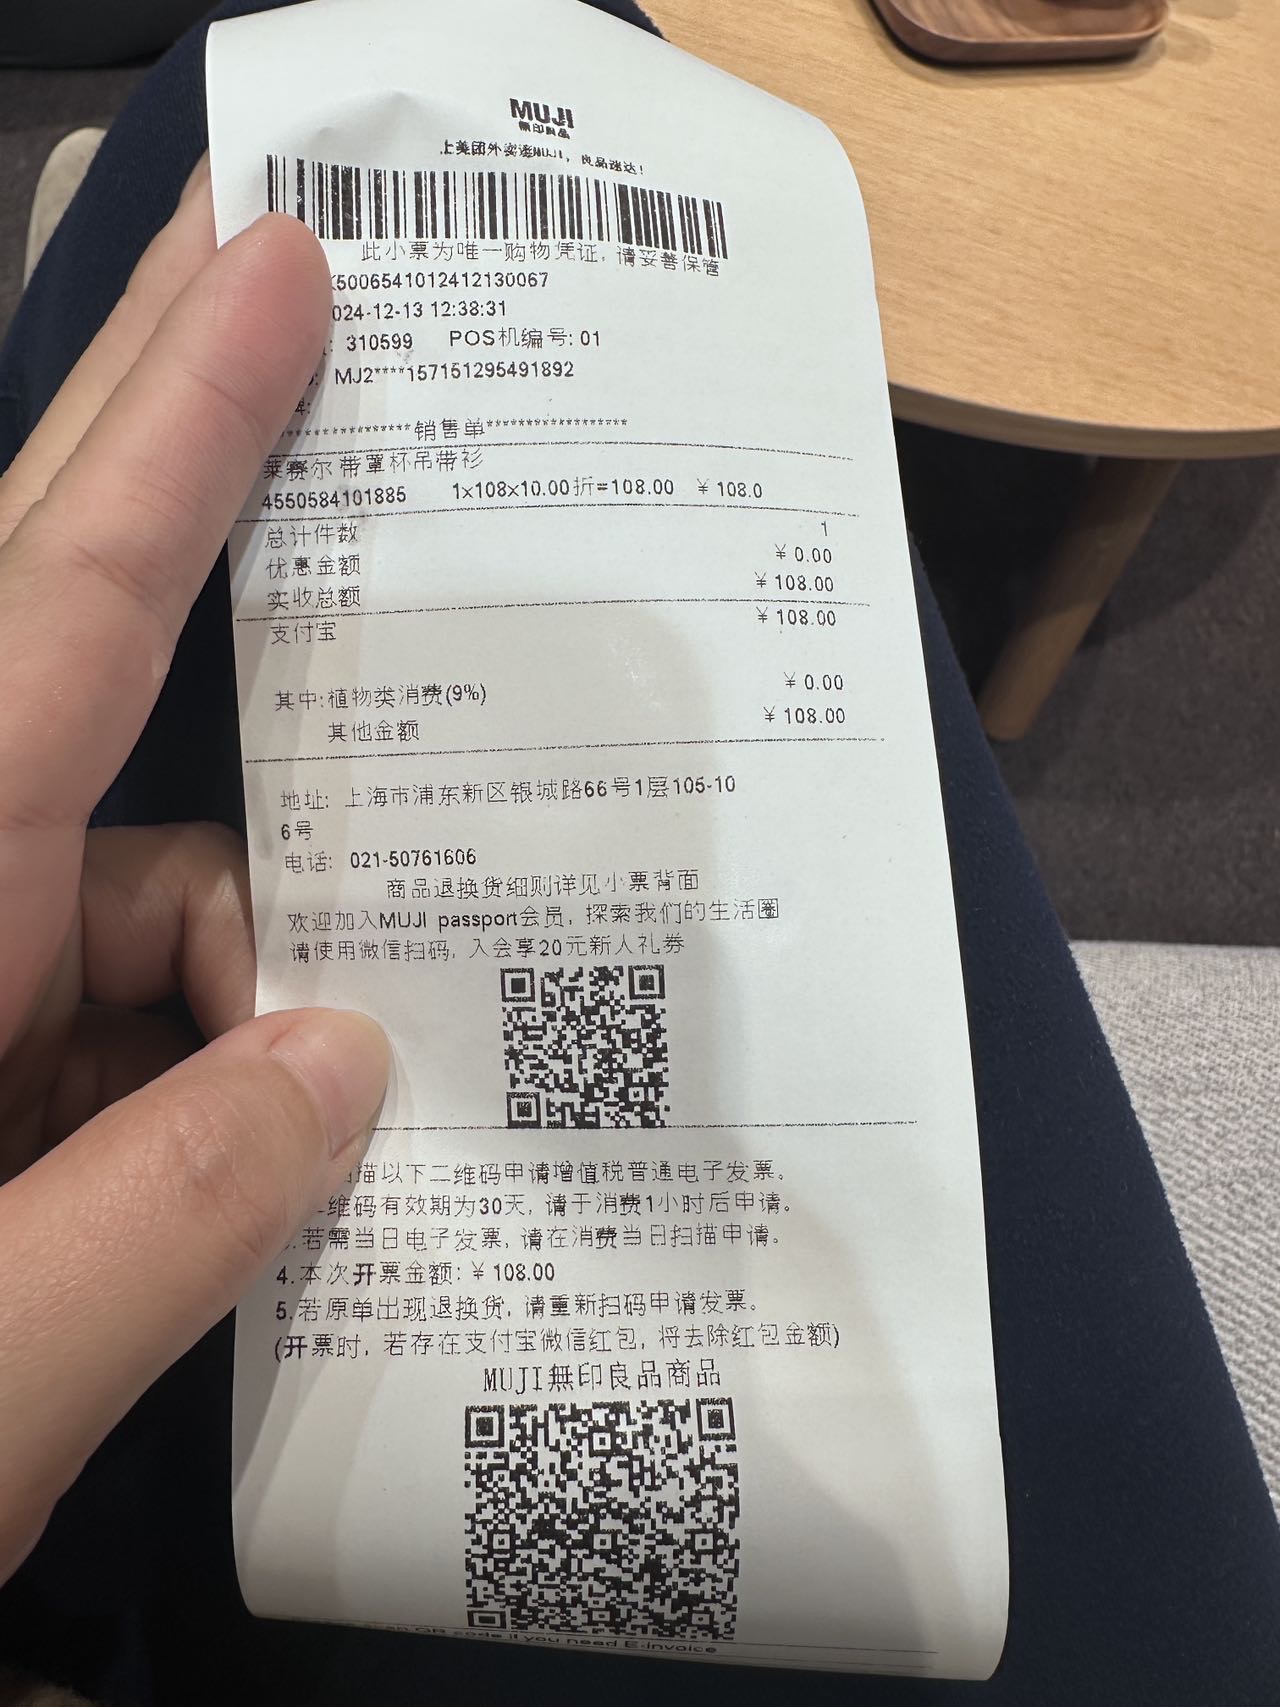 MUJI
無印良品
上美团外卖逛MUJI，良品速达！
此小票为唯一购物凭证, 请妥善保管
5006541012412130067
024-12-13 12:38:31
: 310599 POS机编号: 01
: MJ2****157151295491892
牌:
***************销售单*****************
莱赛尔 带罩杯吊带衫
4550584101885 1x108x10.00折=108.00 ￥108.0
总计件数 1
优惠金额 ￥0.00
实收总额 ￥108.00
支付宝 ￥108.00
其中:植物类消费(9%) ￥0.00
其他金额 ￥108.00
地址: 上海市浦东新区银城路66号1层105-10
6号
电话: 021-50761606
商品退换货细则详见小票背面
欢迎加入MUJI passport会员, 探索我们的生活圈
请使用微信扫码, 入会享20元新人礼券
描以下二维码申请增值税普通电子发票。
维码有效期为30天, 请于消费1小时后申请。
.若需当日电子发票, 请在消费当日扫描申请。
4.本次开票金额: ￥108.00
5.若原单出现退换货, 请重新扫码申请发票。
(开票时, 若存在支付宝微信红包, 将去除红包金额)
MUJI無印良品商品
QR code if you need E-invoice